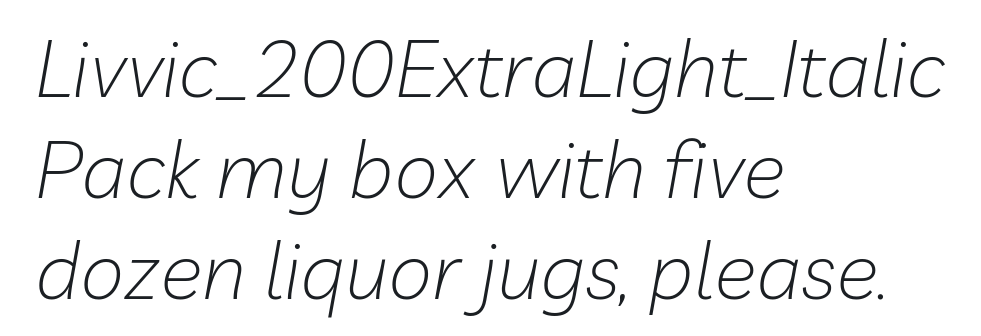 Livvic_200ExtraLight_Italic
Pack my box with five
dozen liquor jugs, please.